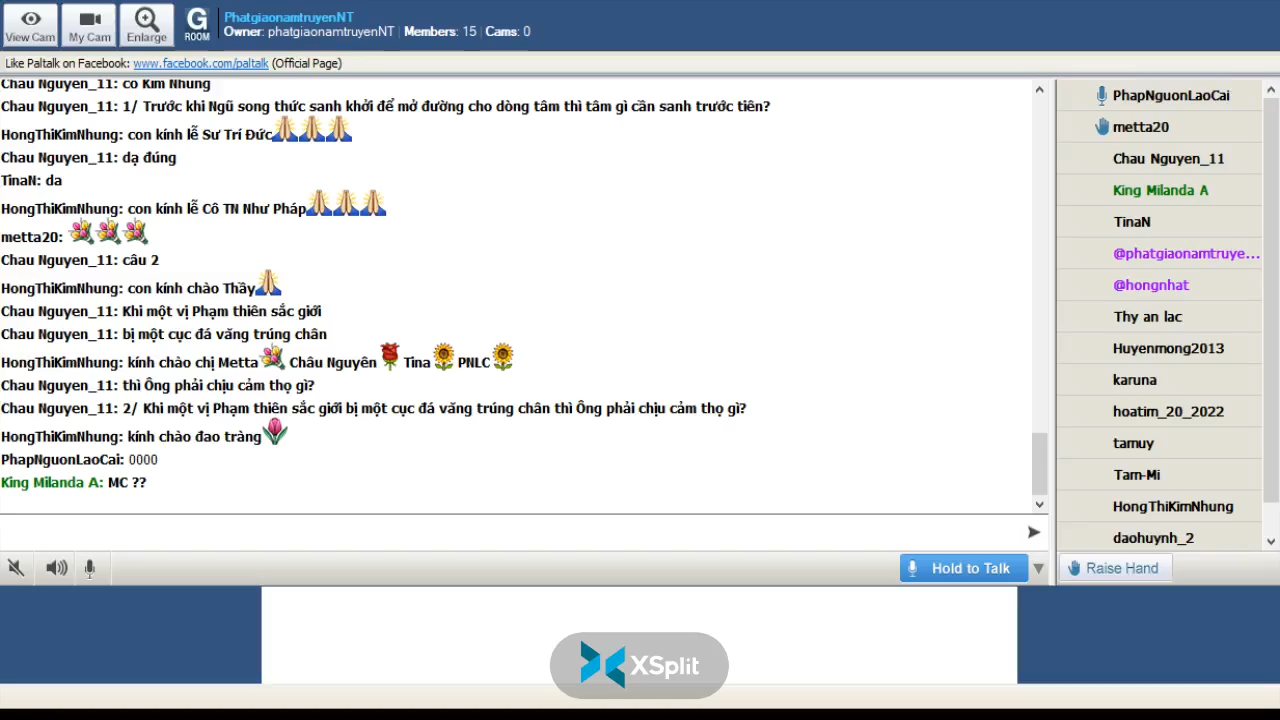 View Cam
My Cam
Enlarge
G
ROOM
PhatgiaonamtruyenNT
Owner: phatgiaonamtruyenNT Members: 15 Cams: 0
Like Paltalk on Facebook: www.facebook.com/paltalk (Official Page)
Chau Nguyen_11: cô Kim Nhung
Chau Nguyen_11: 1/ Trước khi Ngũ song thức sanh khởi để mở đường cho dòng tâm thì tâm gì cần sanh trước tiên?
HongThiKimNhung: con kính lễ Sư Trí Đức
Chau Nguyen_11: dạ đúng
TinaN: da
HongThiKimNhung: con kính lễ Cô TN Như Pháp
metta20:
Chau Nguyen_11: câu 2
HongThiKimNhung: con kính chào Thầy
Chau Nguyen_11: Khi một vị Phạm thiên sắc giới
Chau Nguyen_11: bị một cục đá văng trúng chân
HongThiKimNhung: kính chào chị Metta Châu Nguyên Tina PNLC
Chau Nguyen_11: thì Ông phải chịu cảm thọ gì?
Chau Nguyen_11: 2/ Khi một vị Phạm thiên sắc giới bị một cục đá văng trúng chân thì Ông phải chịu cảm thọ gì?
HongThiKimNhung: kính chào đao tràng
PhapNguonLaoCai: 0000
King Milanda A: MC ??
PhapNguonLaoCai
metta20
Chau Nguyen_11
King Milanda A
TinaN
@phatgiaonamtruye...
@hongnhat
Thy an lac
Huyenmong2013
karuna
hoatim_20_2022
tamuy
Tam-Mi
HongThiKimNhung
daohuynh_2
Hold to Talk
Raise Hand
XSplit